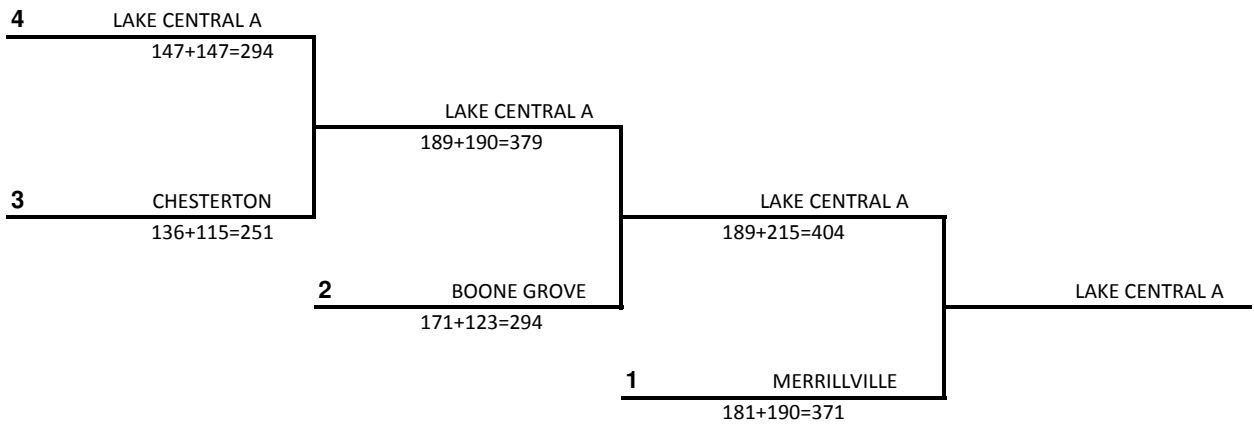 4 LAKE CENTRAL A
147+147=294
LAKE CENTRAL A
189+190=379
3 CHESTERTON
136+115=251
LAKE CENTRAL A
189+215=404
2 BOONE GROVE
171+123=294
LAKE CENTRAL A
1 MERRILLVILLE
181+190=371